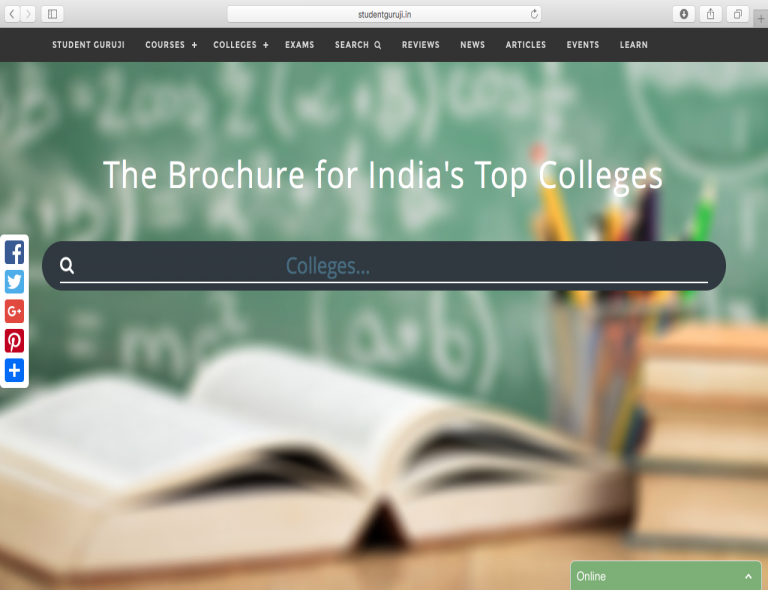 studentguruji.in
STUDENT GURUJI COURSES + COLLEGES + EXAMS SEARCH REVIEWS NEWS ARTICLES EVENTS LEARN
The Brochure for India's Top Colleges
Colleges...
G+
Online